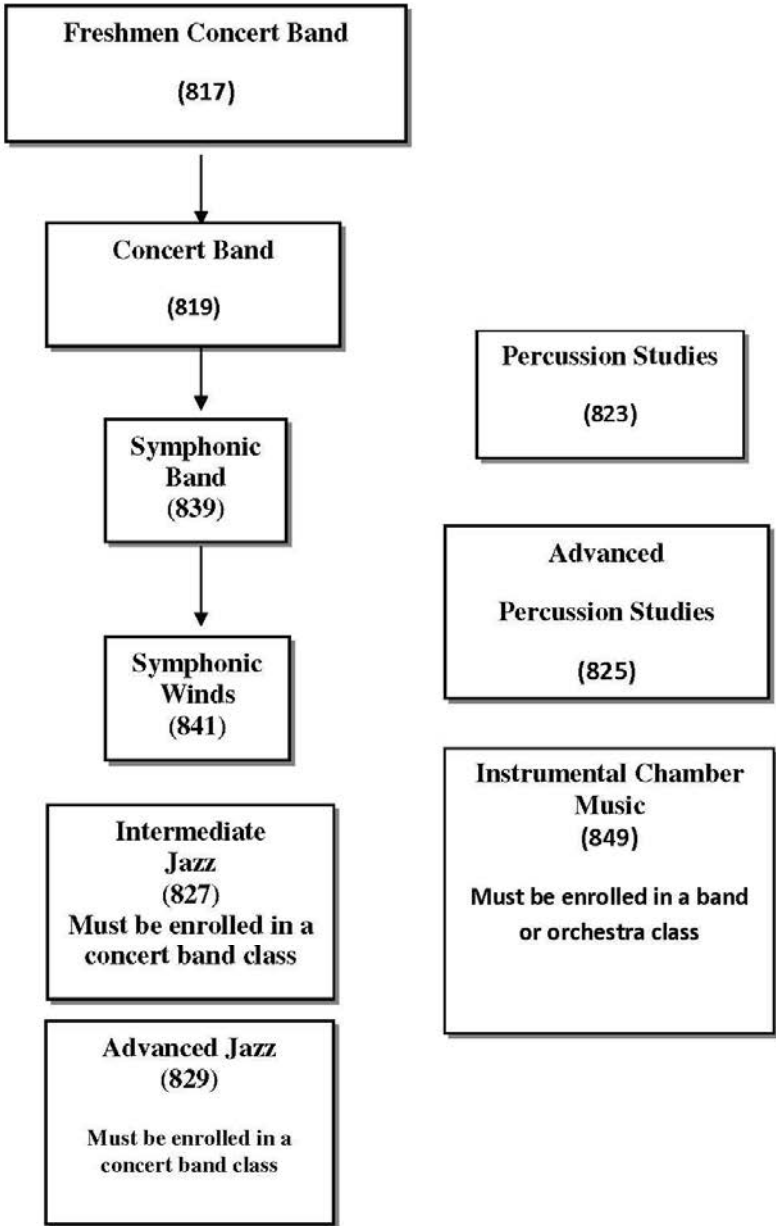 Freshmen Concert Band
(817)
Concert Band
(819)
Symphonic
Band
(839)
Symphonic
Winds
(841)
Intermediate
Jazz
(827)
Must be enrolled in a
concert band class
Advanced Jazz
(829)
Must be enrolled in a
concert band class
Percussion Studies
(823)
Advanced
Percussion Studies
(825)
Instrumental Chamber
Music
(849)
Must be enrolled in a band
or orchestra class